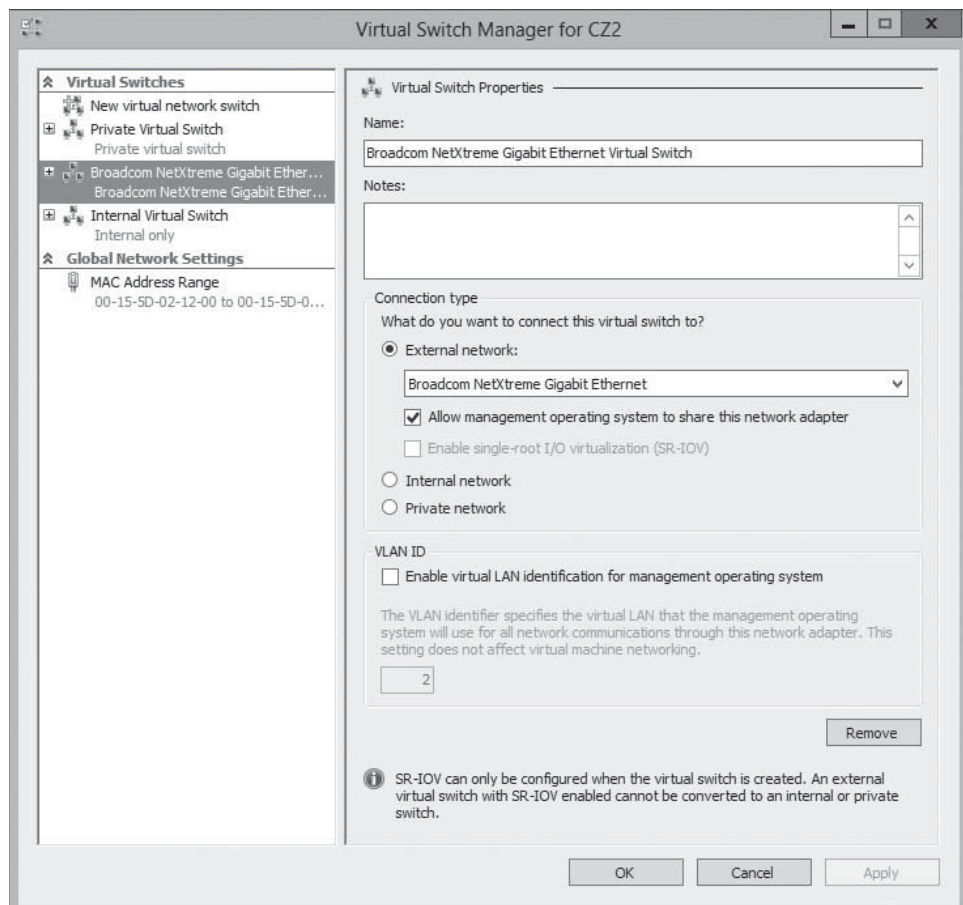 Virtual Switch Manager for CZ2
Virtual Switches
New virtual network switch
Private Virtual Switch
Private virtual switch
Broadcom NetXtreme Gigabit Ether...
Broadcom NetXtreme Gigabit Ether...
Internal Virtual Switch
Internal only
Global Network Settings
MAC Address Range
00-15-5D-02-12-00 to 00-15-5D-0...
Virtual Switch Properties
Name:
Broadcom NetXtreme Gigabit Ethernet Virtual Switch
Notes:
Connection type
What do you want to connect this virtual switch to?
External network:
Broadcom NetXtreme Gigabit Ethernet
Allow management operating system to share this network adapter
Enable single-root I/O virtualization (SR-IOV)
Internal network
Private network
VLAN ID
Enable virtual LAN identification for management operating system
The VLAN identifier specifies the virtual LAN that the management operating
system will use for all network communications through this network adapter. This
setting does not affect virtual machine networking.
2
Remove
SR-IOV can only be configured when the virtual switch is created. An external
virtual switch with SR-IOV enabled cannot be converted to an internal or private
switch.
OK
Cancel
Apply